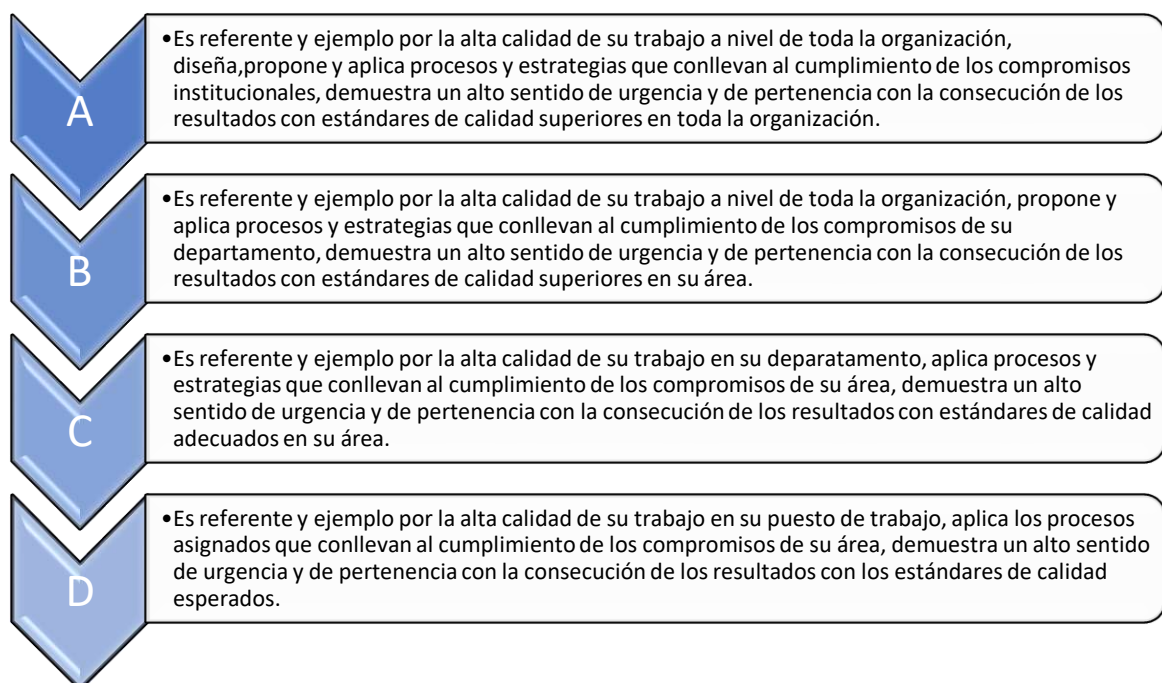 A
•Es referente y ejemplo por la alta calidad de su trabajo a nivel de toda la organización,
diseña,propone y aplica procesos y estrategias que conllevan al cumplimiento de los compromisos
institucionales, demuestra un alto sentido de urgencia y de pertenencia con la consecución de los
resultados con estándares de calidad superiores en toda la organización.
B
•Es referente y ejemplo por la alta calidad de su trabajo a nivel de toda la organización, propone y
aplica procesos y estrategias que conllevan al cumplimiento de los compromisos de su
departamento, demuestra un alto sentido de urgencia y de pertenencia con la consecución de los
resultados con estándares de calidad superiores en su área.
C
•Es referente y ejemplo por la alta calidad de su trabajo en su deparatamento, aplica procesos y
estrategias que conllevan al cumplimiento de los compromisos de su área, demuestra un alto
sentido de urgencia y de pertenencia con la consecución de los resultados con estándares de calidad
adecuados en su área.
D
•Es referente y ejemplo por la alta calidad de su trabajo en su puesto de trabajo, aplica los procesos
asignados que conllevan al cumplimiento de los compromisos de su área, demuestra un alto sentido
de urgencia y de pertenencia con la consecución de los resultados con los estándares de calidad
esperados.